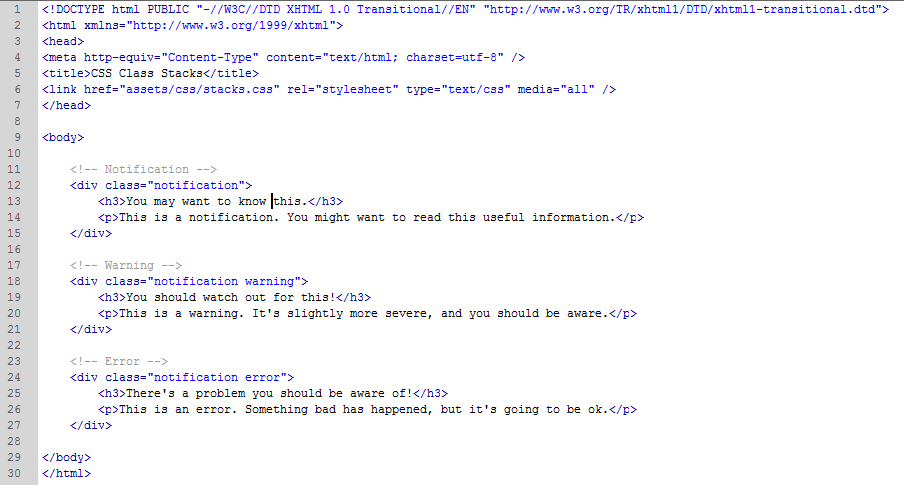 1 <!DOCTYPE html PUBLIC "-//W3C//DTD XHTML 1.0 Transitional//EN" "http://www.w3.org/TR/xhtml1/DTD/xhtml1-transitional.dtd">
2 <html xmlns="http://www.w3.org/1999/xhtml">
3 <head>
4 <meta http-equiv="Content-Type" content="text/html; charset=utf-8" />
5 <title>CSS Class Stacks</title>
6 <link href="assets/css/stacks.css" rel="stylesheet" type="text/css" media="all" />
7 </head>
8
9 <body>
10
11     <!-- Notification -->
12     <div class="notification">
13         <h3>You may want to know this.</h3>
14         <p>This is a notification. You might want to read this useful information.</p>
15     </div>
16
17     <!-- Warning -->
18     <div class="notification warning">
19         <h3>You should watch out for this!</h3>
20         <p>This is a warning. It's slightly more severe, and you should be aware.</p>
21     </div>
22
23     <!-- Error -->
24     <div class="notification error">
25         <h3>There's a problem you should be aware of!</h3>
26         <p>This is an error. Something bad has happened, but it's going to be ok.</p>
27     </div>
28
29 </body>
30 </html>